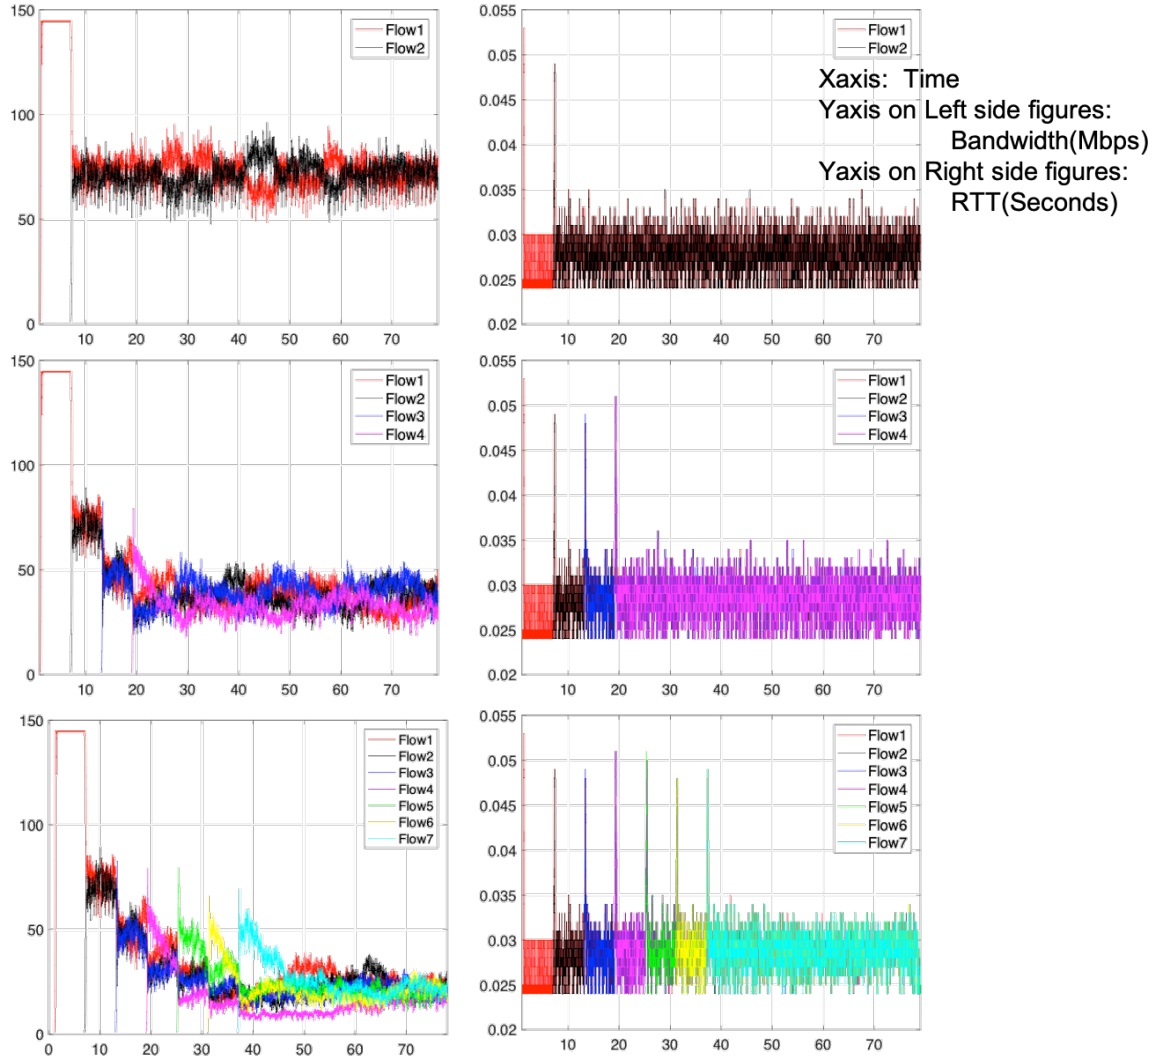 150
100
50
0
10 20 30 40 50 60 70
Flow1
Flow2
0.055
0.05
0.045
0.04
0.035
0.03
0.025
0.02
10 20 30 40 50 60 70
Flow1
Flow2
Xaxis: Time
Yaxis on Left side figures:
Bandwidth(Mbps)
Yaxis on Right side figures:
RTT(Seconds)
150
100
50
0
10 20 30 40 50 60 70
Flow1
Flow2
Flow3
Flow4
0.055
0.05
0.045
0.04
0.035
0.03
0.025
0.02
10 20 30 40 50 60 70
Flow1
Flow2
Flow3
Flow4
150
100
50
0
0 10 20 30 40 50 60 70
Flow1
Flow2
Flow3
Flow4
Flow5
Flow6
Flow7
0.055
0.05
0.045
0.04
0.035
0.03
0.025
0.02
10 20 30 40 50 60 70
Flow1
Flow2
Flow3
Flow4
Flow5
Flow6
Flow7